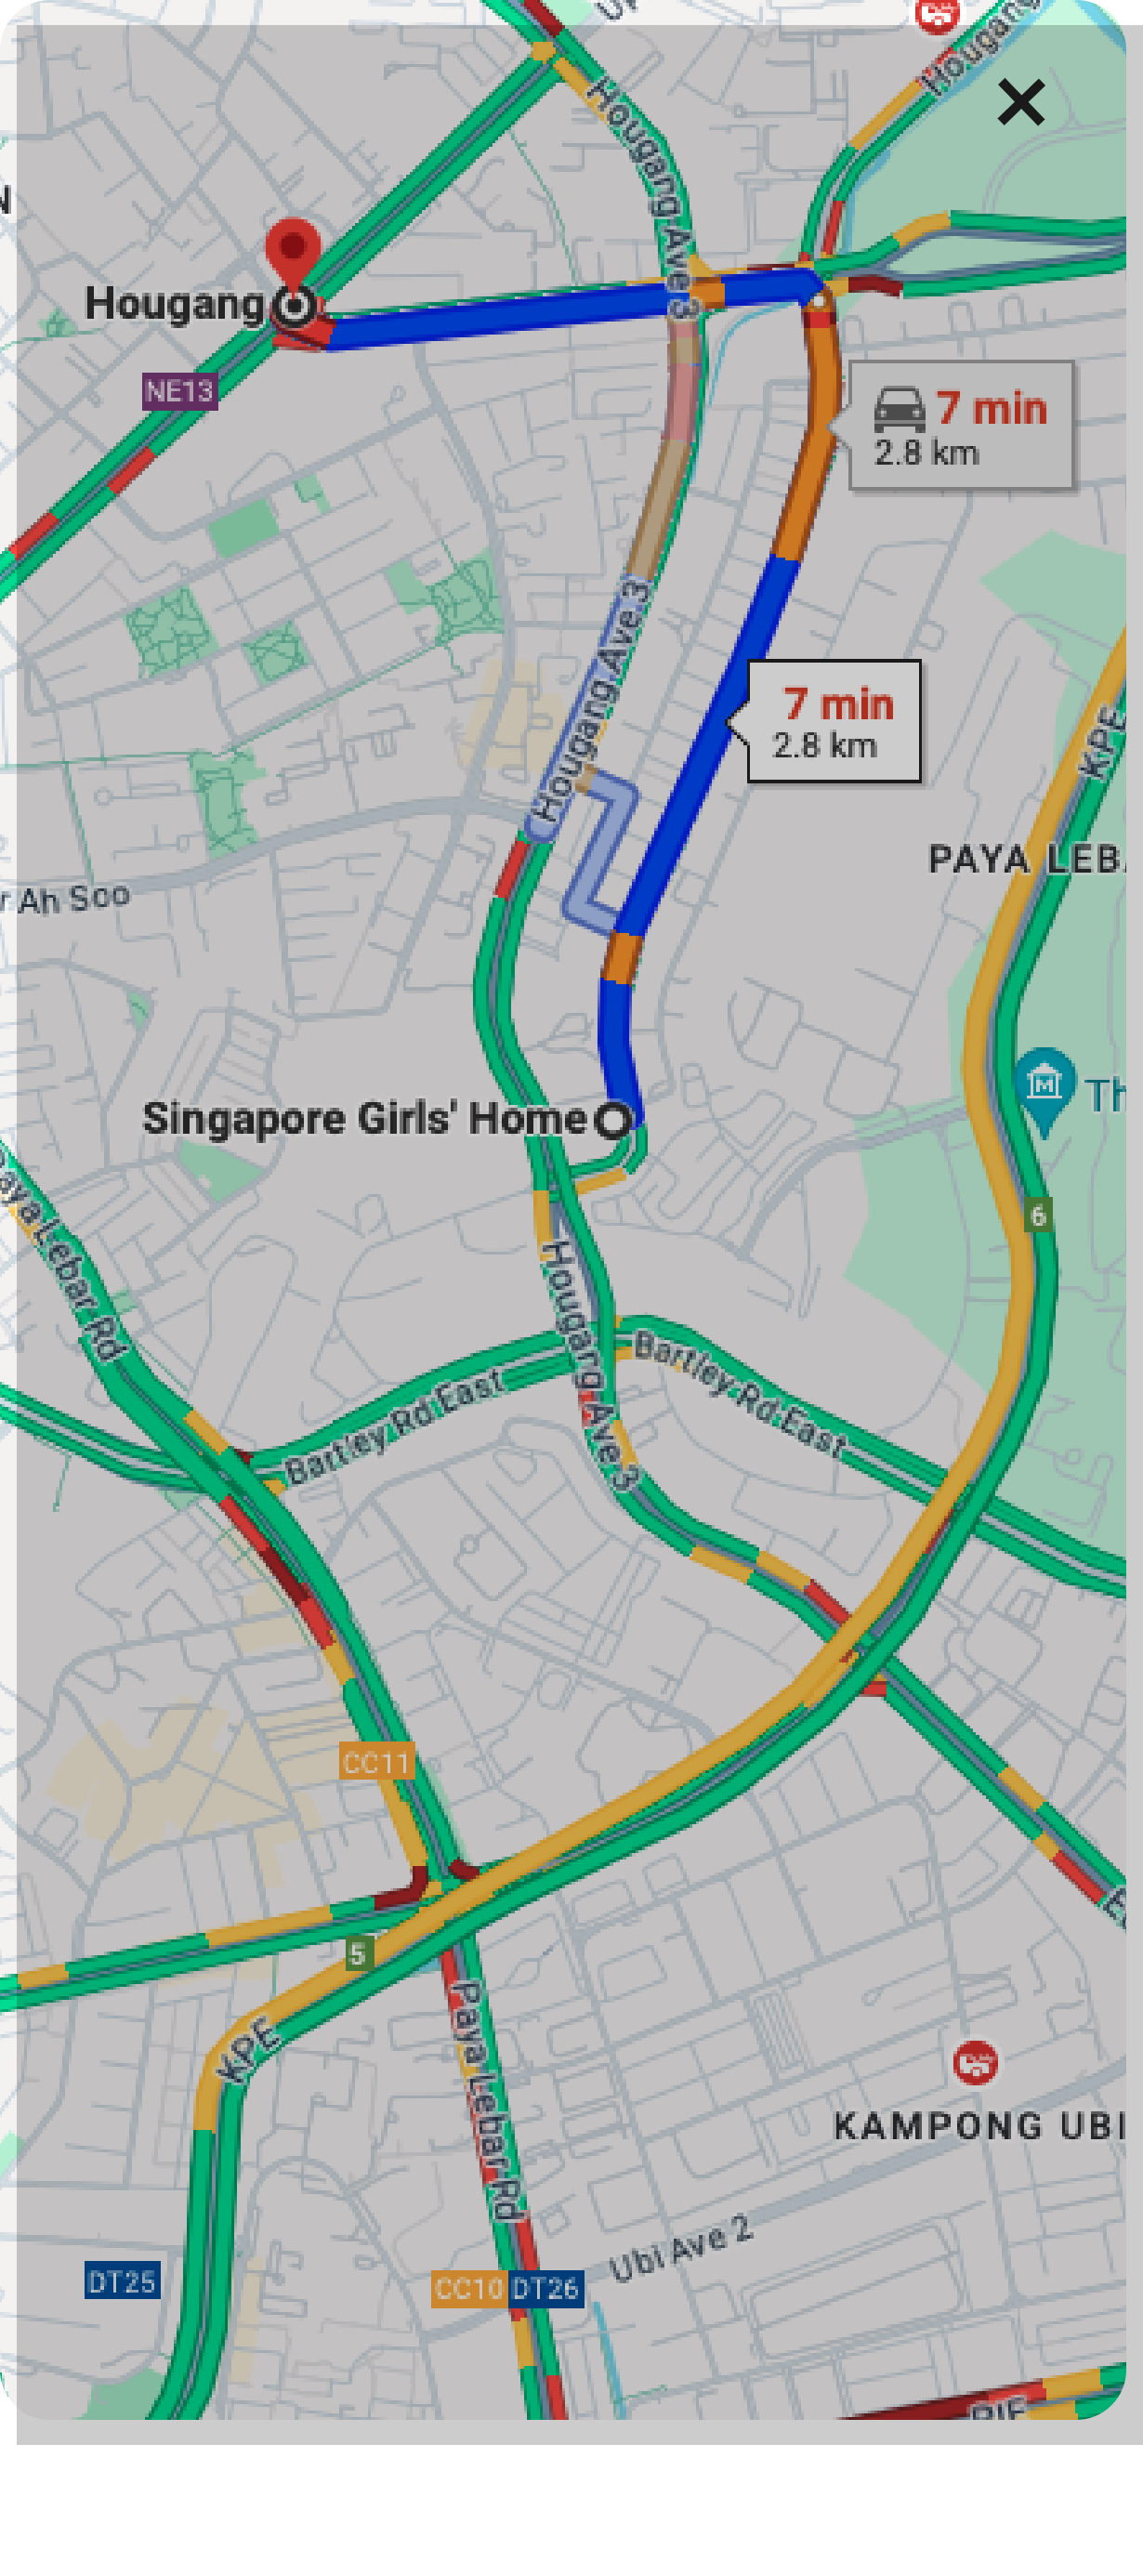 Hougang
Hougang Ave 3
Hougang
NE13
7 min
2.8 km
Hougang Ave 3
7 min
2.8 km
KPE
PAYA LEB
Ah Soo
Th
Singapore Girls' Home
6
Paya Lebar Rd
Hougang Ave 3
Bartley Rd East
Bartley Rd East
CC11
5
KPE
Paya Lebar Rd
KAMPONG UBI
Ubi Ave 2
DT25
CC10
DT26
PIE